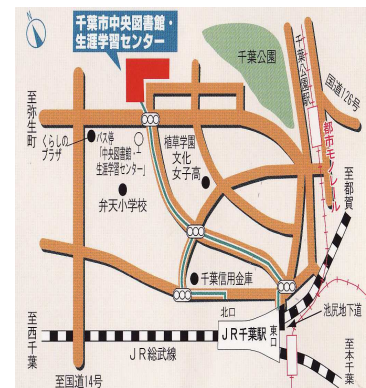 千葉市中央図書館・
生涯学習センター
千葉公園
千葉公園駅
国道126号
都市モノレール
至弥生町
くらしの
プラザ
バス停
「中央図書館・
生涯学習センター」
植草学園
文化
女子高
弁天小学校
至都賀
千葉信用金庫
北口
JR千葉駅
東口
池尻地下道
至西千葉
JR総武線
至本千葉
至国道14号